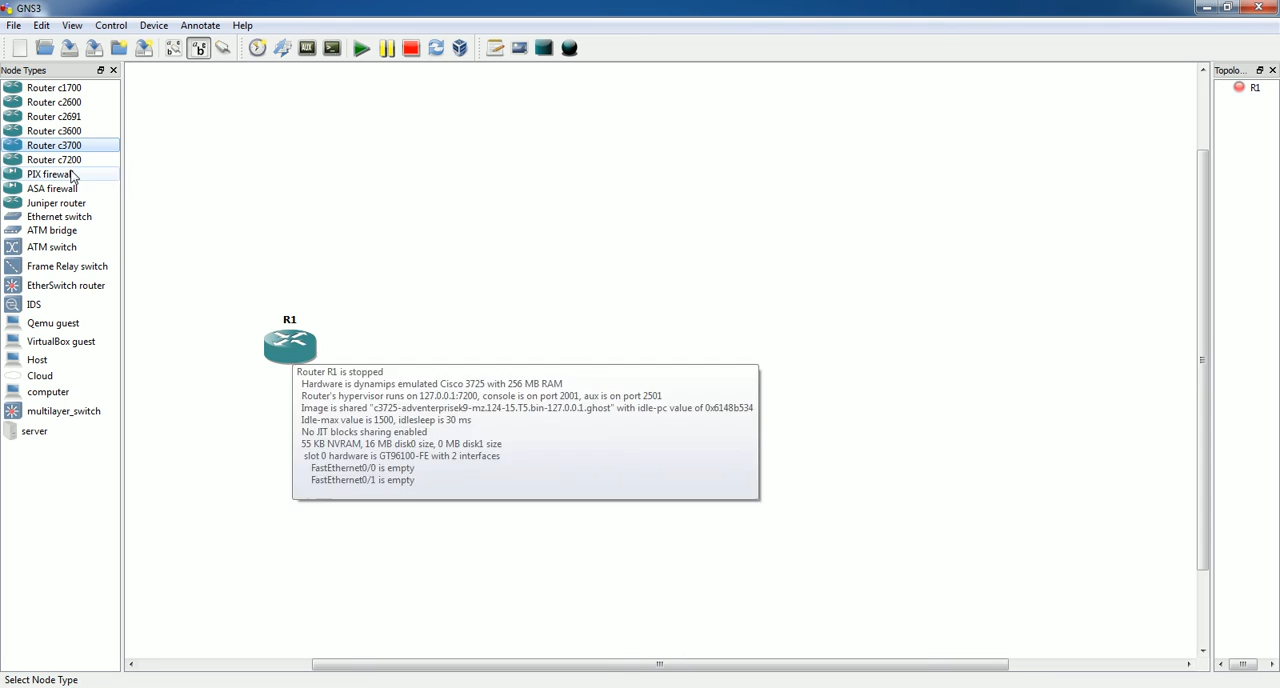 GNS3
File Edit View Control Device Annotate Help
Node Types
Router c1700
Router c2600
Router c2691
Router c3600
Router c3700
Router c7200
PIX firewall
ASA firewall
Juniper router
Ethernet switch
ATM bridge
ATM switch
Frame Relay switch
EtherSwitch router
IDS
Qemu guest
VirtualBox guest
Host
Cloud
computer
multilayer_switch
server
R1
Router R1 is stopped
Hardware is dynamips emulated Cisco 3725 with 256 MB RAM
Router's hypervisor runs on 127.0.0.1:7200, console is on port 2001, aux is on port 2501
Image is shared "c3725-adventerprisek9-mz.124-15.T5.bin-127.0.0.1.ghost" with idle-pc value of 0x6148b534
Idle-max value is 1500, idlesleep is 30 ms
No JIT blocks sharing enabled
55 KB NVRAM, 16 MB disk0 size, 0 MB disk1 size
slot 0 hardware is GT96100-FE with 2 interfaces
FastEthernet0/0 is empty
FastEthernet0/1 is empty
Topolo...
R1
Select Node Type